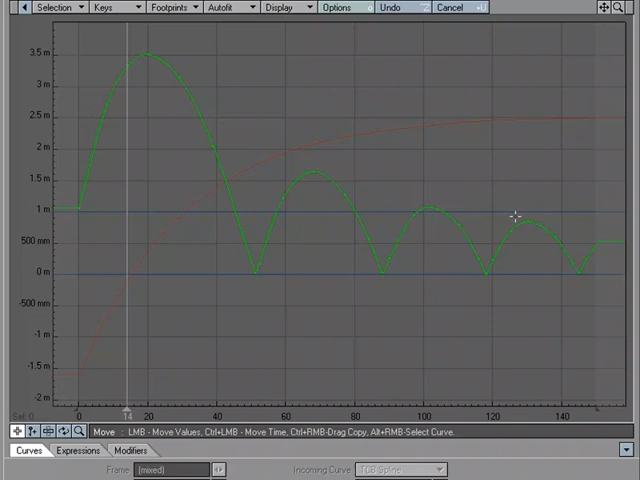 Selection Keys Footprints Autofit Display Options o Undo ^Z Cancel +U
3.5 m
3 m
2.5 m
2 m
1.5 m
1 m
500 mm
0 m
-500 mm
-1 m
-1.5 m
-2 m
Sel: 0 0 14 20 40 60 80 100 120 140
Move : LMB - Move Values, Ctrl+LMB - Move Time, Ctrl+RMB-Drag Copy, Alt+RMB-Select Curve.
Curves Expressions Modifiers
Frame (mixed) Incoming Curve TCB Spline